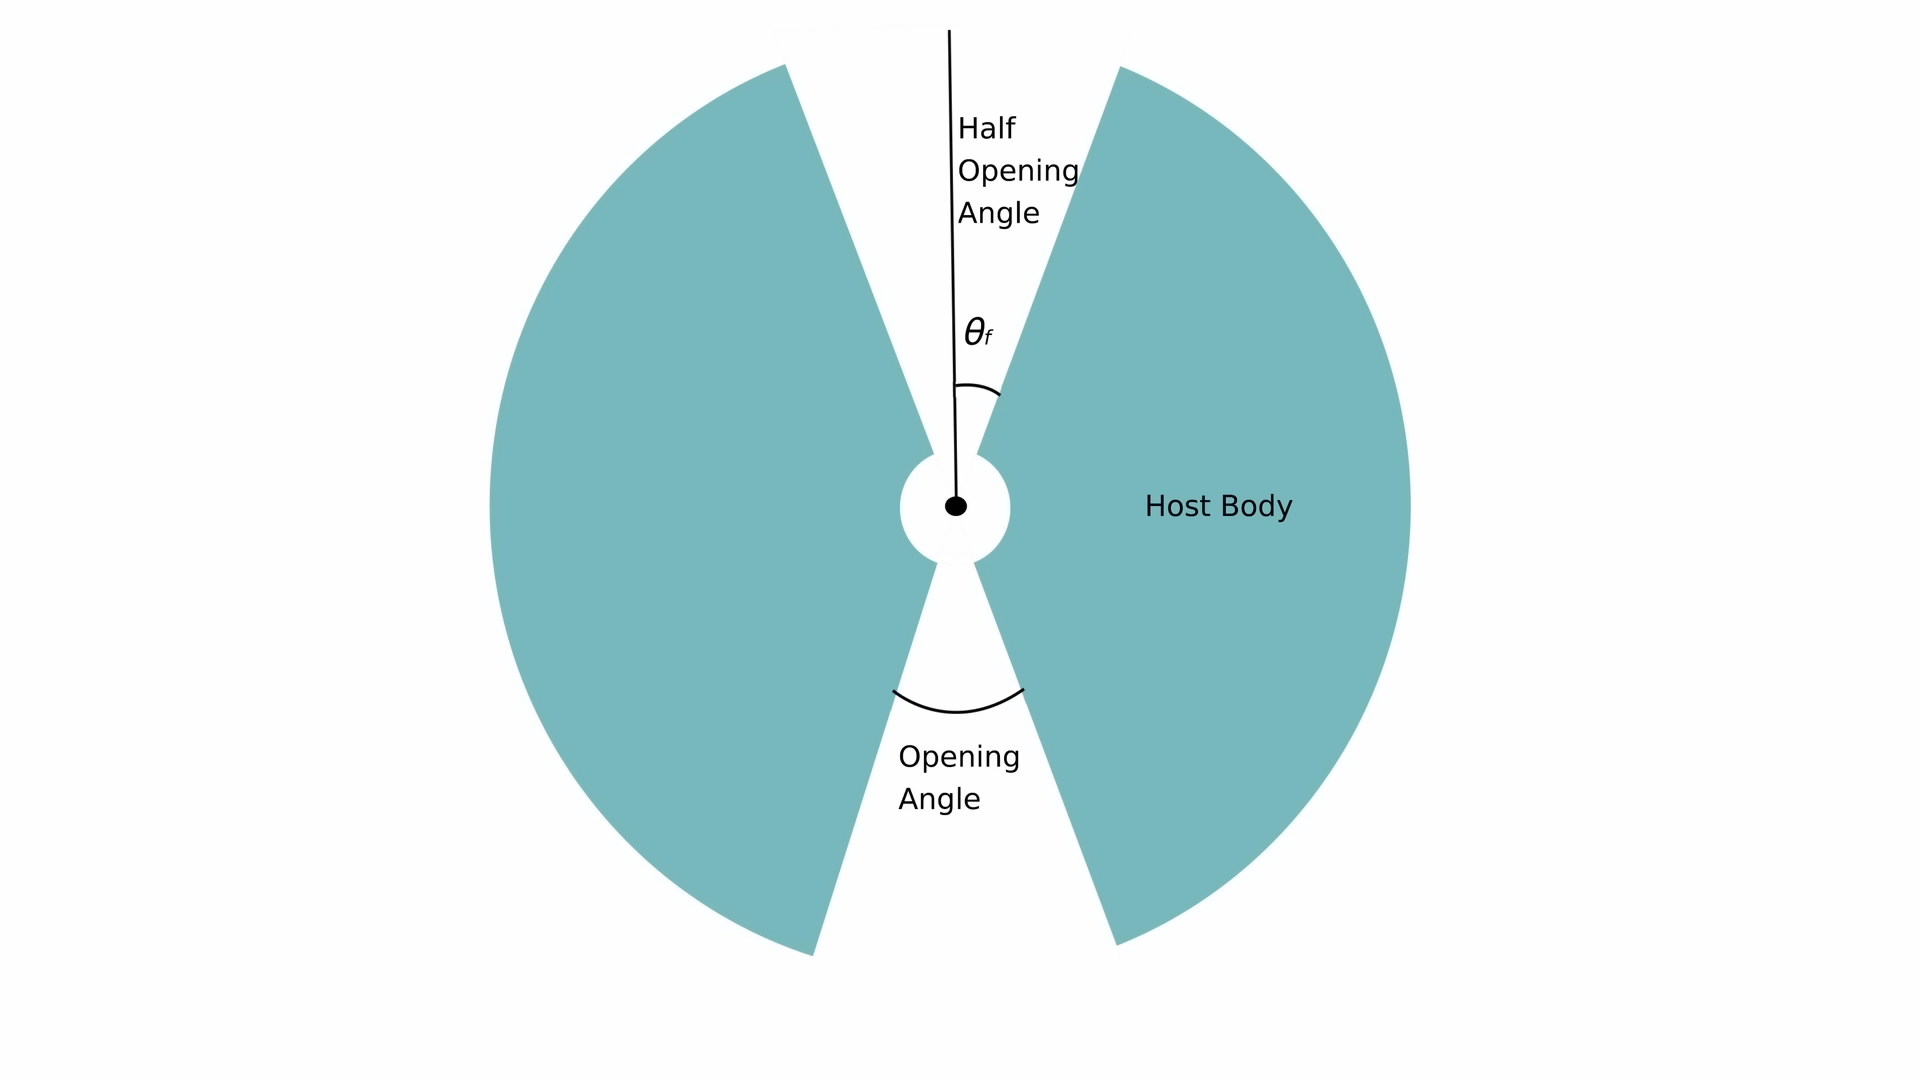 Half
Opening
Angle
θf
Host Body
Opening
Angle